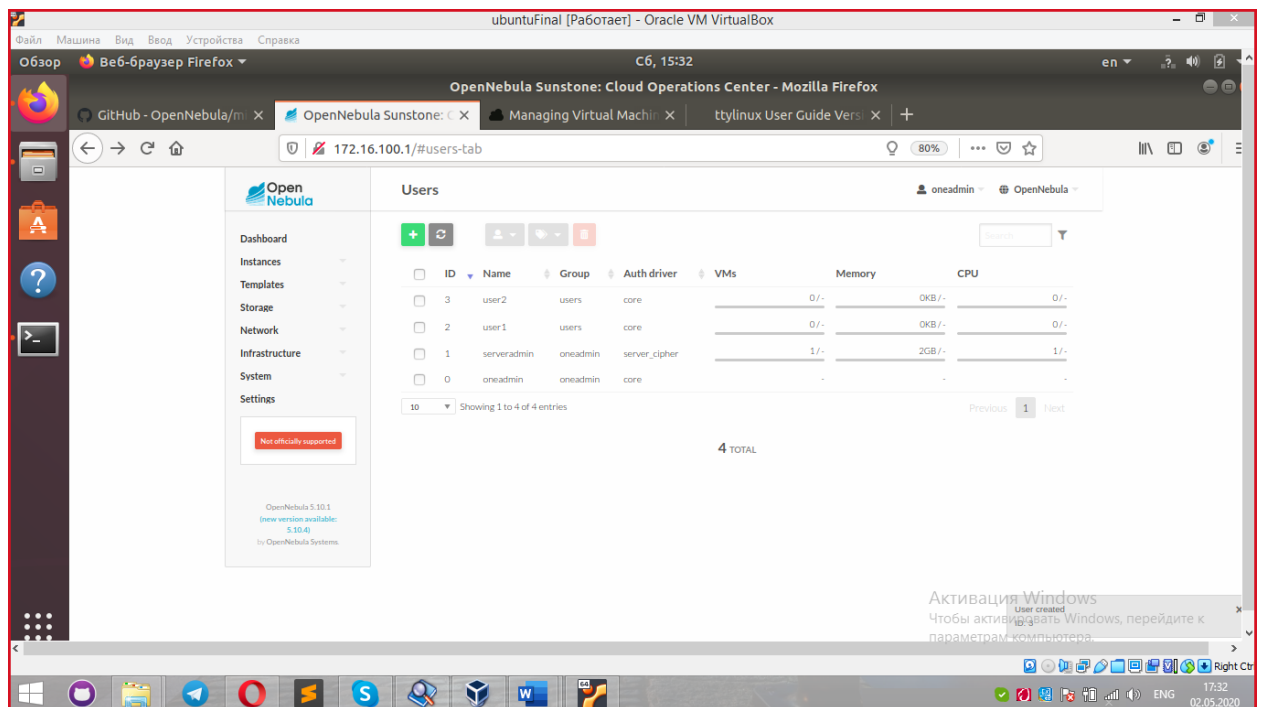 ubuntuFinal [Работает] - Oracle VM VirtualBox
Файл Машина Вид Ввод Устройства Справка
Обзор Веб-браузер Firefox Сб, 15:32 en
OpenNebula Sunstone: Cloud Operations Center - Mozilla Firefox
GitHub - OpenNebula/mi OpenNebula Sunstone: C Managing Virtual Machin ttylinux User Guide Versi
172.16.100.1/#users-tab 80%
Open Nebula Users oneadmin OpenNebula
Dashboard
Instances
Templates
Storage
Network
Infrastructure
System
Settings
Not officially supported
OpenNebula 5.10.1
(new version available:
5.10.4)
by OpenNebula Systems.
Search
ID Name Group Auth driver VMs Memory CPU
3 user2 users core 0 / - 0KB / - 0 / -
2 user1 users core 0 / - 0KB / - 0 / -
1 serveradmin oneadmin server_cipher 1 / - 2GB / - 1 / -
0 oneadmin oneadmin core - - -
10 Showing 1 to 4 of 4 entries Previous 1 Next
4 TOTAL
Активация Windows
Чтобы активировать Windows, перейдите к
параметрам компьютера.
User created
ID: 3
Right Ctrl
ENG 17:32
02.05.2020